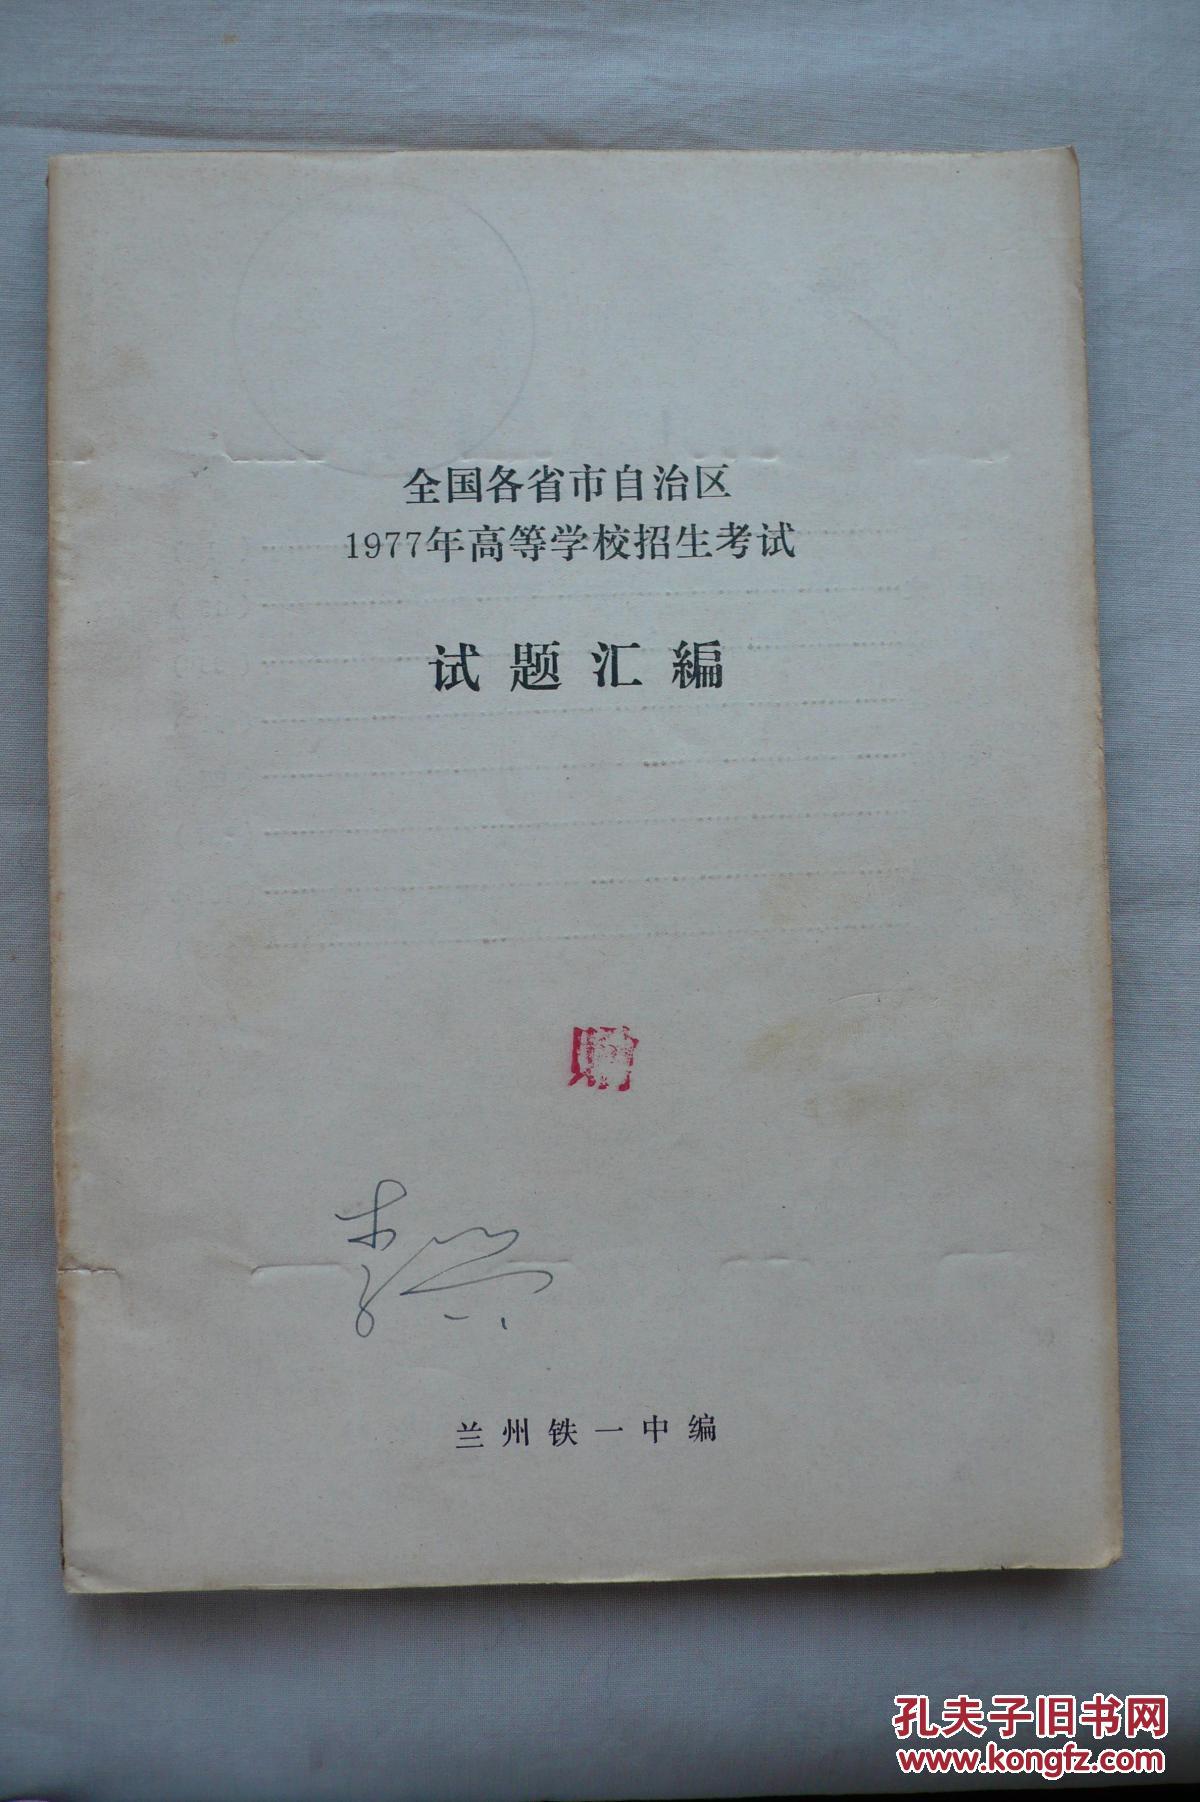 全国各省市自治区
1977年高等学校招生考试
试题汇編
赠
兰州铁一中编
孔夫子旧书网
www.kongfz.com